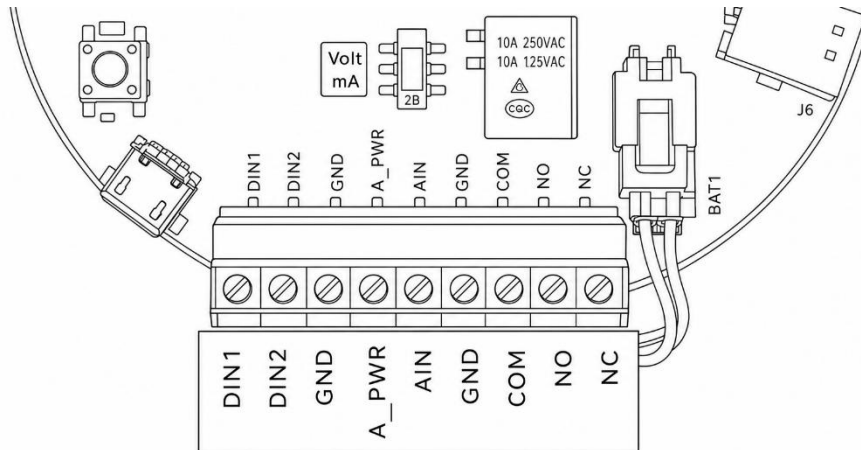 Volt
mA
2B
10A 250VAC
10A 125VAC
CQC
J6
BAT1
DIN1
DIN2
GND
A_PWR
AIN
GND
COM
NO
NC
DIN1
DIN2
GND
A_PWR
AIN
GND
COM
NO
NC